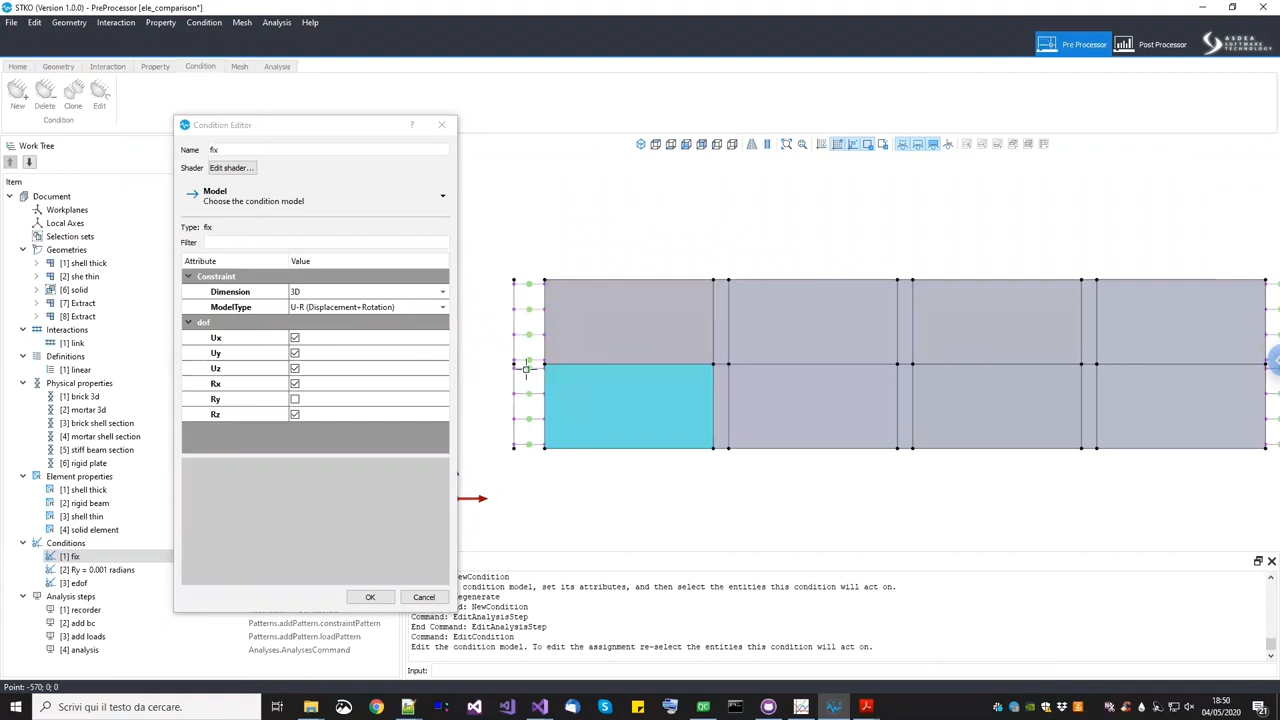 STKO (Version 1.0.0) - PreProcessor [ele_comparison*]
File Edit Geometry Interaction Property Condition Mesh Analysis Help
Pre Processor Post Processor ASDEA SOFTWARE TECHNOLOGY
Home Geometry Interaction Property Condition Mesh Analysis
New Delete Clone Edit
Condition
Work Tree
Item
Document
Workplanes
Local Axes
Selection sets
Geometries
[1] shell thick
[2] she thin
[6] solid
[7] Extract
[8] Extract
Interactions
[1] link
Definitions
[1] linear
Physical properties
[1] brick 3d
[2] mortar 3d
[3] brick shell section
[4] mortar shell section
[5] stiff beam section
[6] rigid plate
Element properties
[1] shell thick
[2] rigid beam
[3] shell thin
[4] solid element
Conditions
[1] fix
[2] Ry = 0.001 radians
[3] edof
Analysis steps
[1] recorder
[2] add bc Patterns.addPattern.constraintPattern
[3] add loads Patterns.addPattern.loadPattern
[4] analysis Analyses.AnalysesCommand
Condition Editor ?
Name fix
Shader Edit shader...
Model
Choose the condition model
Type: fix
Filter
Attribute Value
Constraint
Dimension 3D
ModelType U-R (Displacement+Rotation)
dof
Ux
Uy
Uz
Rx
Ry
Rz
OK Cancel
ewCondition
condition model, set its attributes, and then select the entities this condition will act on.
egenerate
nd: NewCondition
Command: EditAnalysisStep
End Command: EditAnalysisStep
Command: EditCondition
Edit the condition model. To edit the assignment re-select the entities this condition will act on.
Input:
Point: -570; 0; 0
Scrivi qui il testo da cercare.
18:50
04/05/2020